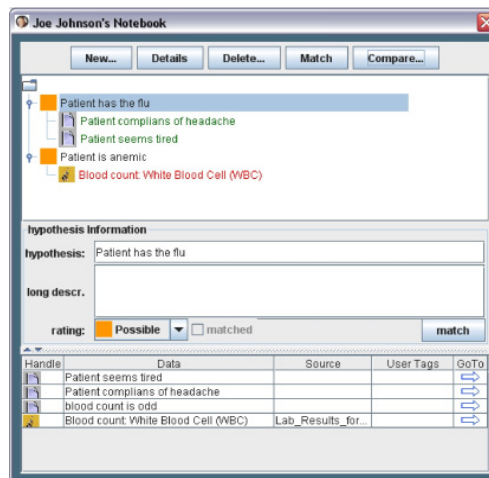 Joe Johnson's Notebook
New... Details Delete... Match Compare...
Patient has the flu
Patient complians of headache
Patient seems tired
Patient is anemic
Blood count: White Blood Cell (WBC)
hypothesis Information
hypothesis: Patient has the flu
long descr.
rating: Possible matched match
Handle Data Source User Tags GoTo
Patient seems tired
Patient complians of headache
blood count is odd
Blood count: White Blood Cell (WBC) Lab_Results_for...